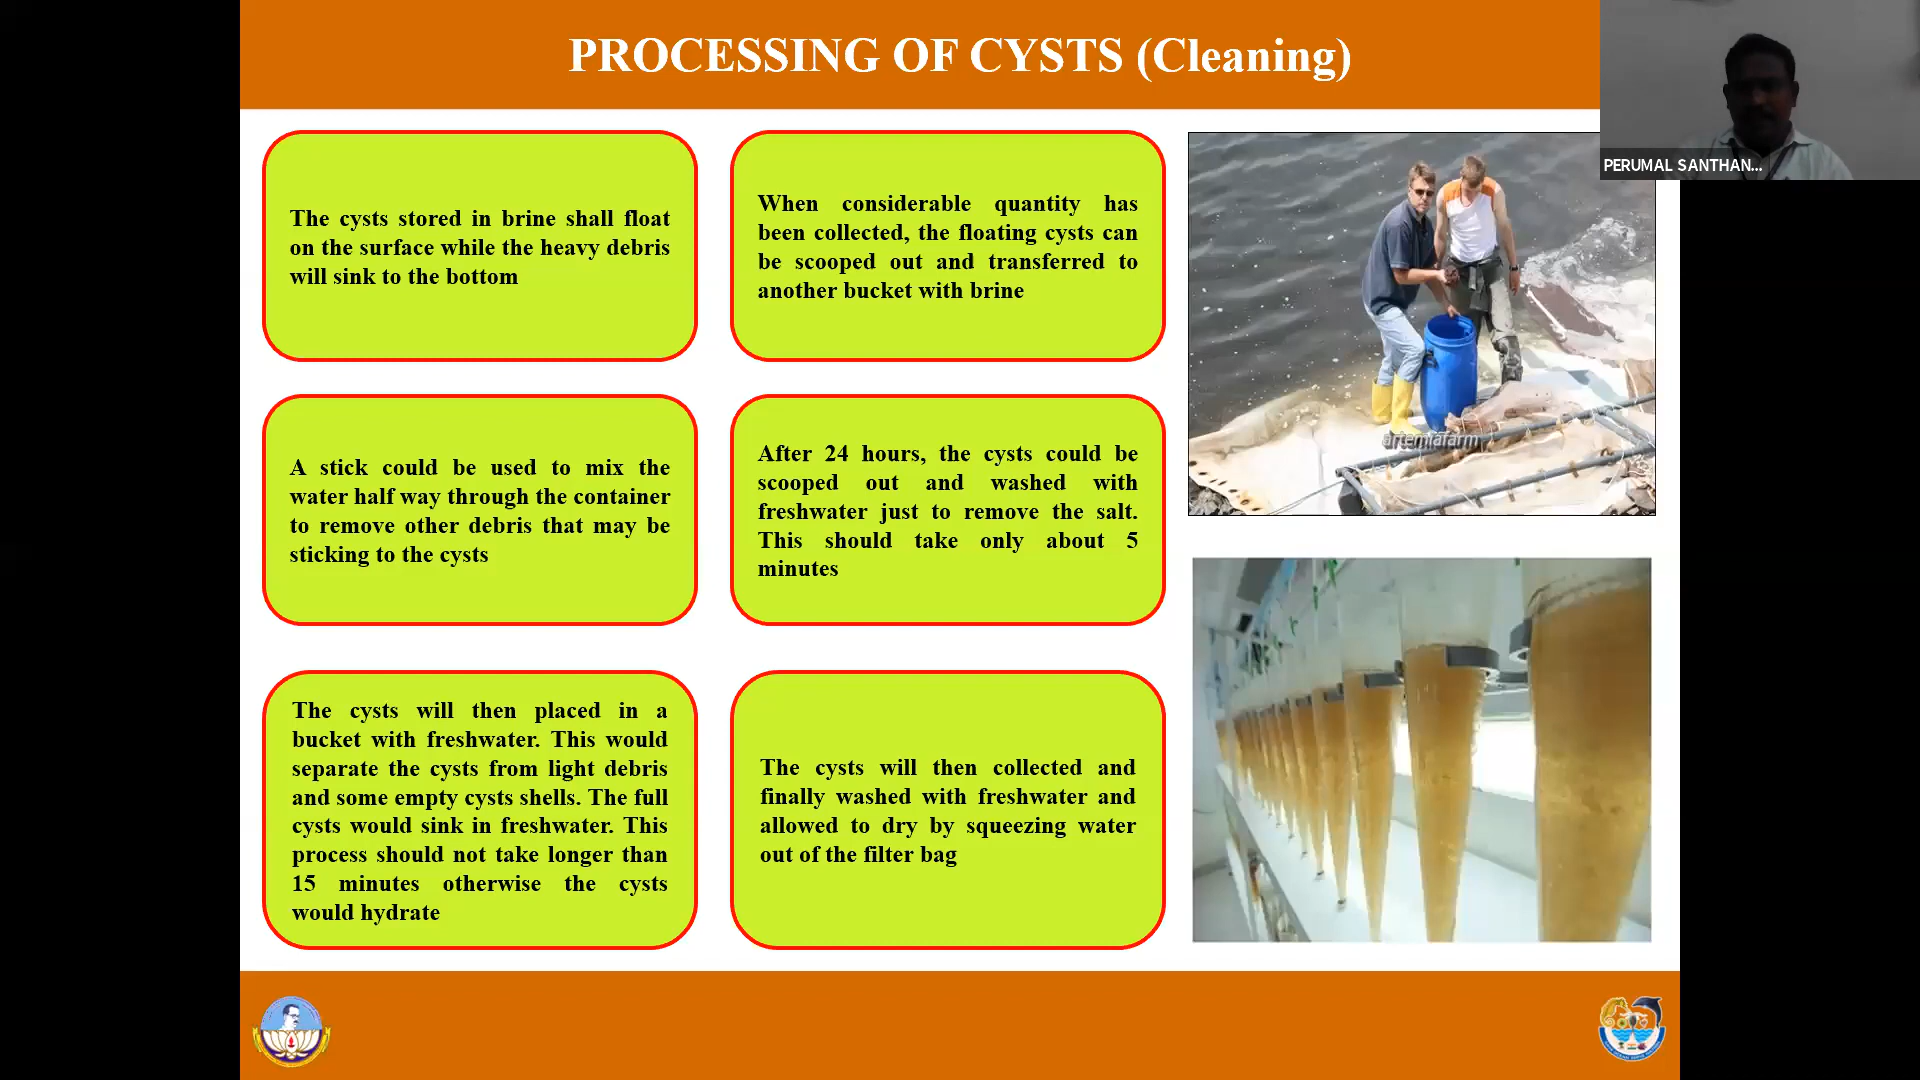 PROCESSING OF CYSTS (Cleaning)
PERUMAL SANTHAN...
The cysts stored in brine shall float
on the surface while the heavy debris
will sink to the bottom
When considerable quantity has
been collected, the floating cysts can
be scooped out and transferred to
another bucket with brine
A stick could be used to mix the
water half way through the container
to remove other debris that may be
sticking to the cysts
After 24 hours, the cysts could be
scooped out and washed with
freshwater just to remove the salt.
This should take only about 5
minutes
The cysts will then placed in a
bucket with freshwater. This would
separate the cysts from light debris
and some empty cysts shells. The full
cysts would sink in freshwater. This
process should not take longer than
15 minutes otherwise the cysts
would hydrate
The cysts will then collected and
finally washed with freshwater and
allowed to dry by squeezing water
out of the filter bag
artemiafarm